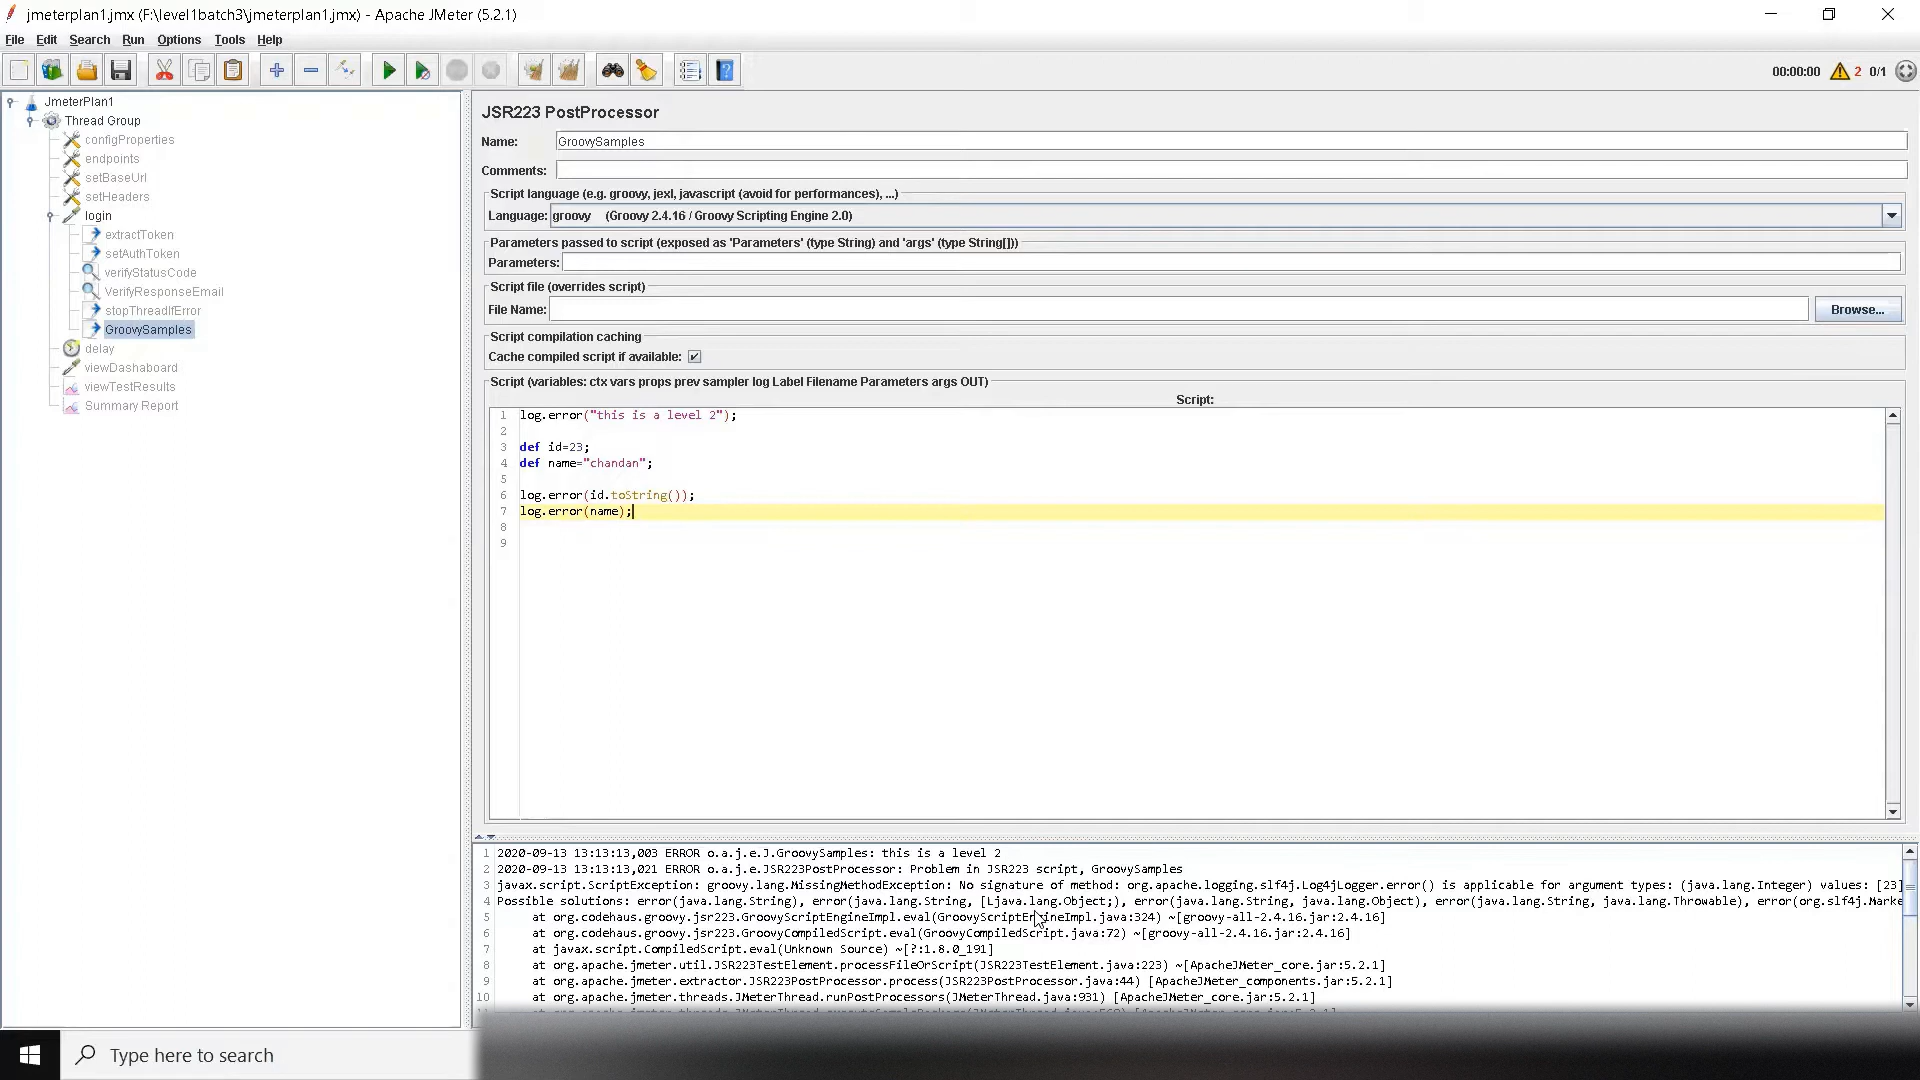 jmeterplan1.jmx (F:\level1batch3\jmeterplan1.jmx) - Apache JMeter (5.2.1)
File Edit Search Run Options Tools Help
00:00:00 2 0/1
JmeterPlan1
Thread Group
configProperties
endpoints
setBaseUrl
setHeaders
login
extractToken
setAuthToken
verifyStatusCode
VerifyResponseEmail
stopThreadIfError
GroovySamples
delay
viewDashaboard
viewTestResults
Summary Report
JSR223 PostProcessor
Name: GroovySamples
Comments:
Script language (e.g. groovy, jexl, javascript (avoid for performances), ...)
Language: groovy (Groovy 2.4.16 / Groovy Scripting Engine 2.0)
Parameters passed to script (exposed as 'Parameters' (type String) and 'args' (type String[]))
Parameters:
Script file (overrides script)
File Name: Browse...
Script compilation caching
Cache compiled script if available:
Script (variables: ctx vars props prev sampler log Label Filename Parameters args OUT)
Script:
1 log.error("this is a level 2");
2
3 def id=23;
4 def name="chandan";
5
6 log.error(id.toString());
7 log.error(name);
8
9
1 2020-09-13 13:13:13,003 ERROR o.a.j.e.J.GroovySamples: this is a level 2
2 2020-09-13 13:13:13,021 ERROR o.a.j.e.JSR223PostProcessor: Problem in JSR223 script, GroovySamples
3 javax.script.ScriptException: groovy.lang.MissingMethodException: No signature of method: org.apache.logging.slf4j.Log4jLogger.error() is applicable for argument types: (java.lang.Integer) values: [23]
4 Possible solutions: error(java.lang.String), error(java.lang.String, [Ljava.lang.Object;), error(java.lang.String, java.lang.Object), error(java.lang.String, java.lang.Throwable), error(org.slf4j.Marke
5 at org.codehaus.groovy.jsr223.GroovyScriptEngineImpl.eval(GroovyScriptEngineImpl.java:324) ~[groovy-all-2.4.16.jar:2.4.16]
6 at org.codehaus.groovy.jsr223.GroovyCompiledScript.eval(GroovyCompiledScript.java:72) ~[groovy-all-2.4.16.jar:2.4.16]
7 at javax.script.CompiledScript.eval(Unknown Source) ~[?:1.8.0_191]
8 at org.apache.jmeter.util.JSR223TestElement.processFileOrScript(JSR223TestElement.java:223) ~[ApacheJMeter_core.jar:5.2.1]
9 at org.apache.jmeter.extractor.JSR223PostProcessor.process(JSR223PostProcessor.java:44) [ApacheJMeter_components.jar:5.2.1]
10 at org.apache.jmeter.threads.JMeterThread.runPostProcessors(JMeterThread.java:931) [ApacheJMeter_core.jar:5.2.1]
Type here to search